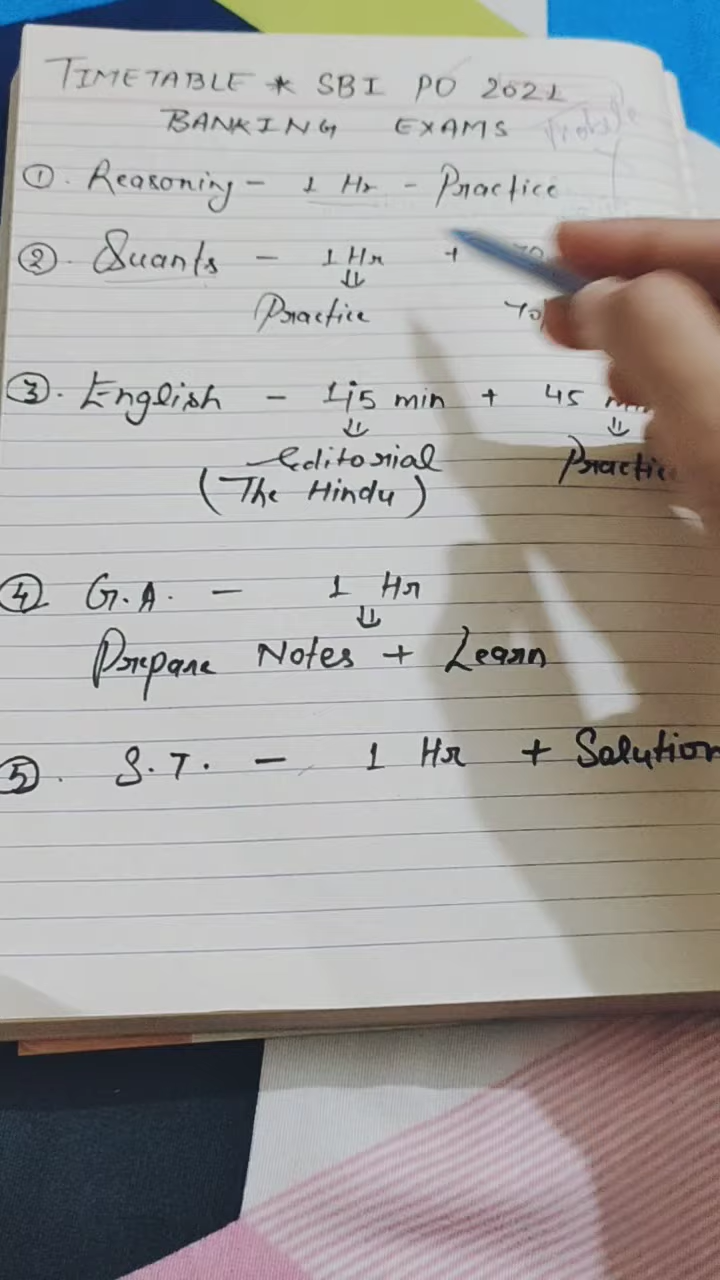 TIMETABLE * SBI PO 2021
BANKING EXAMS
① Reasoning - 1 Hr - Practice
② Quants - 1 Hr +
⇓
Practice
③. English - 15 min + 45
⇓ ⇓
Editorial Practice
(The Hindu)
④ G.A. - 1 Hr
⇓
Prepare Notes + Learn
⑤. S.T. - 1 Hr + Solution